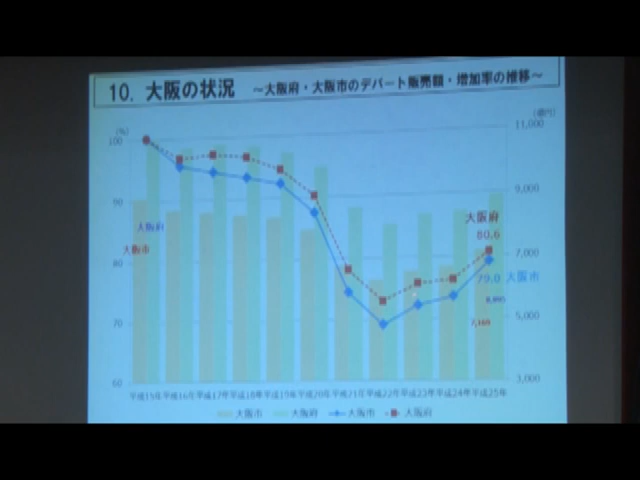 10. 大阪の状況 ～大阪府・大阪市のデパート販売額・増加率の推移～
(%)
(億円)
100
90
80
70
60
11,000
9,000
7,000
5,000
3,000
大阪府
大阪市
大阪府
80.6
79.0 大阪市
平成15年 平成16年 平成17年 平成18年 平成19年 平成20年 平成21年 平成22年 平成23年 平成24年 平成25年
大阪市 大阪府 大阪市 大阪府